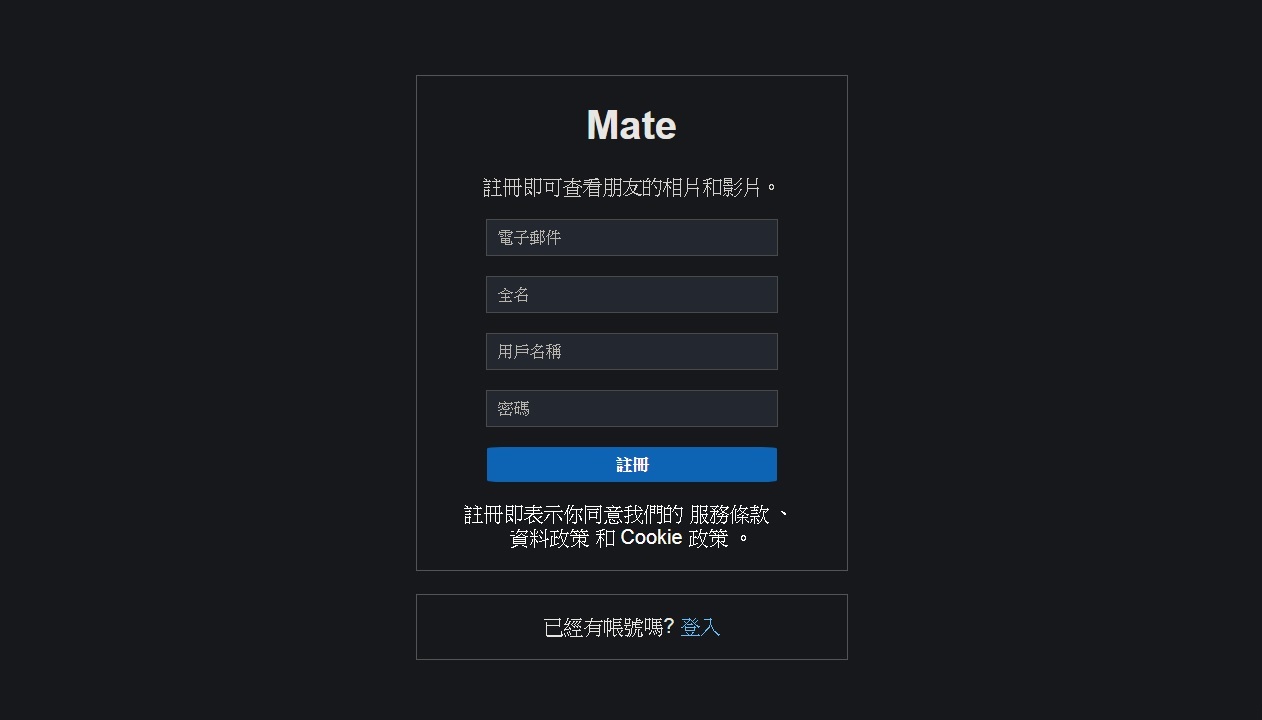 Mate
註冊即可查看朋友的相片和影片。
電子郵件
全名
用戶名稱
密碼
註冊
註冊即表示你同意我們的 服務條款 、
資料政策 和 Cookie 政策 。
已經有帳號嗎? 登入